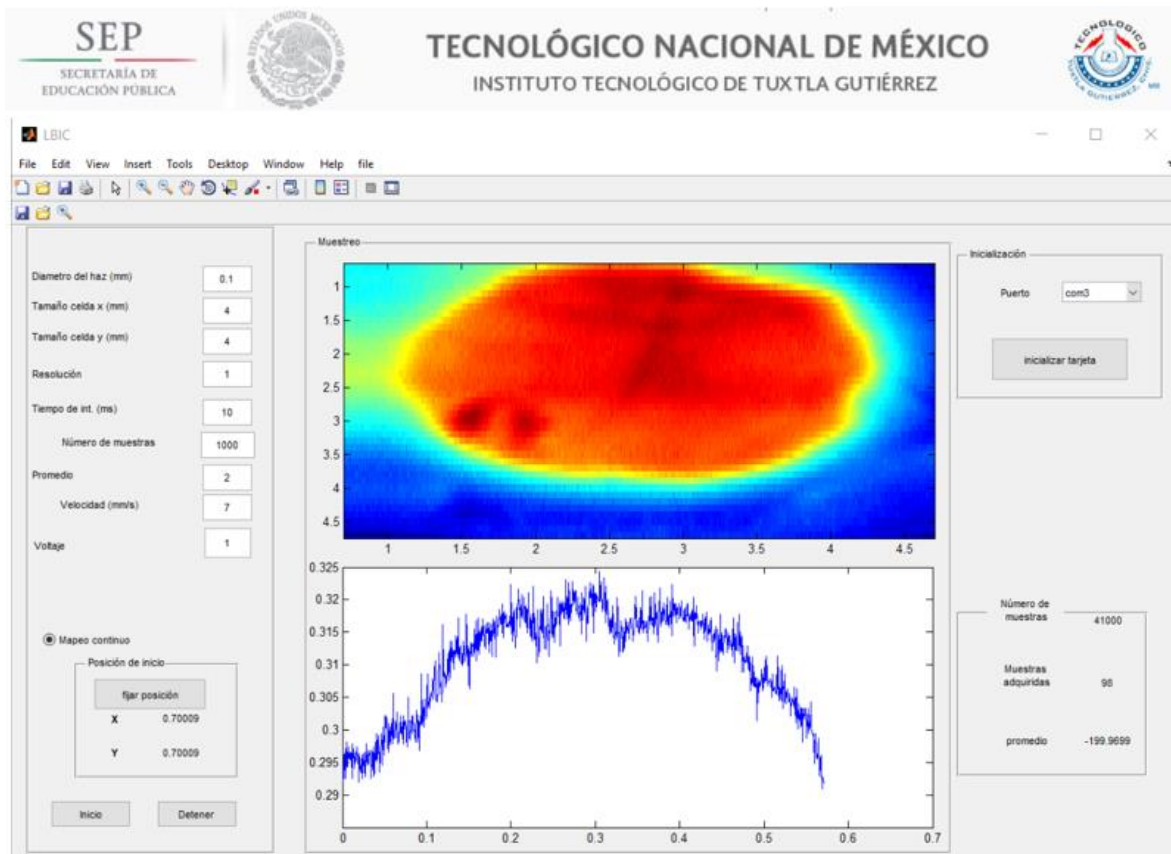 SEP
SECRETARÍA DE
EDUCACIÓN PÚBLICA
ESTADOS UNIDOS MEXICANOS
TECNOLÓGICO NACIONAL DE MÉXICO
INSTITUTO TECNOLÓGICO DE TUXTLA GUTIÉRREZ
TECNOLOGICO
TUXTLA GUTIERREZ, CHIS.
LBIC
File Edit View Insert Tools Desktop Window Help file
Diametro del haz (mm) 0.1
Tamaño celda x (mm) 4
Tamaño celda y (mm) 4
Resolución 1
Tiempo de int. (ms) 10
Número de muestras 1000
Promedio 2
Velocidad (mm/s) 7
Voltaje 1
Mapeo continuo
Posición de inicio
fijar posición
X 0.70009
Y 0.70009
Inicio Detener
Muestreo
1
1.5
2
2.5
3
3.5
4
4.5
1 1.5 2 2.5 3 3.5 4 4.5
0.325
0.32
0.315
0.31
0.305
0.3
0.295
0.29
0 0.1 0.2 0.3 0.4 0.5 0.6 0.7
Inicialización
Puerto com3
inicializar tarjeta
Número de
muestras 41000
Muestras
adquiridas 98
promedio -199.9699